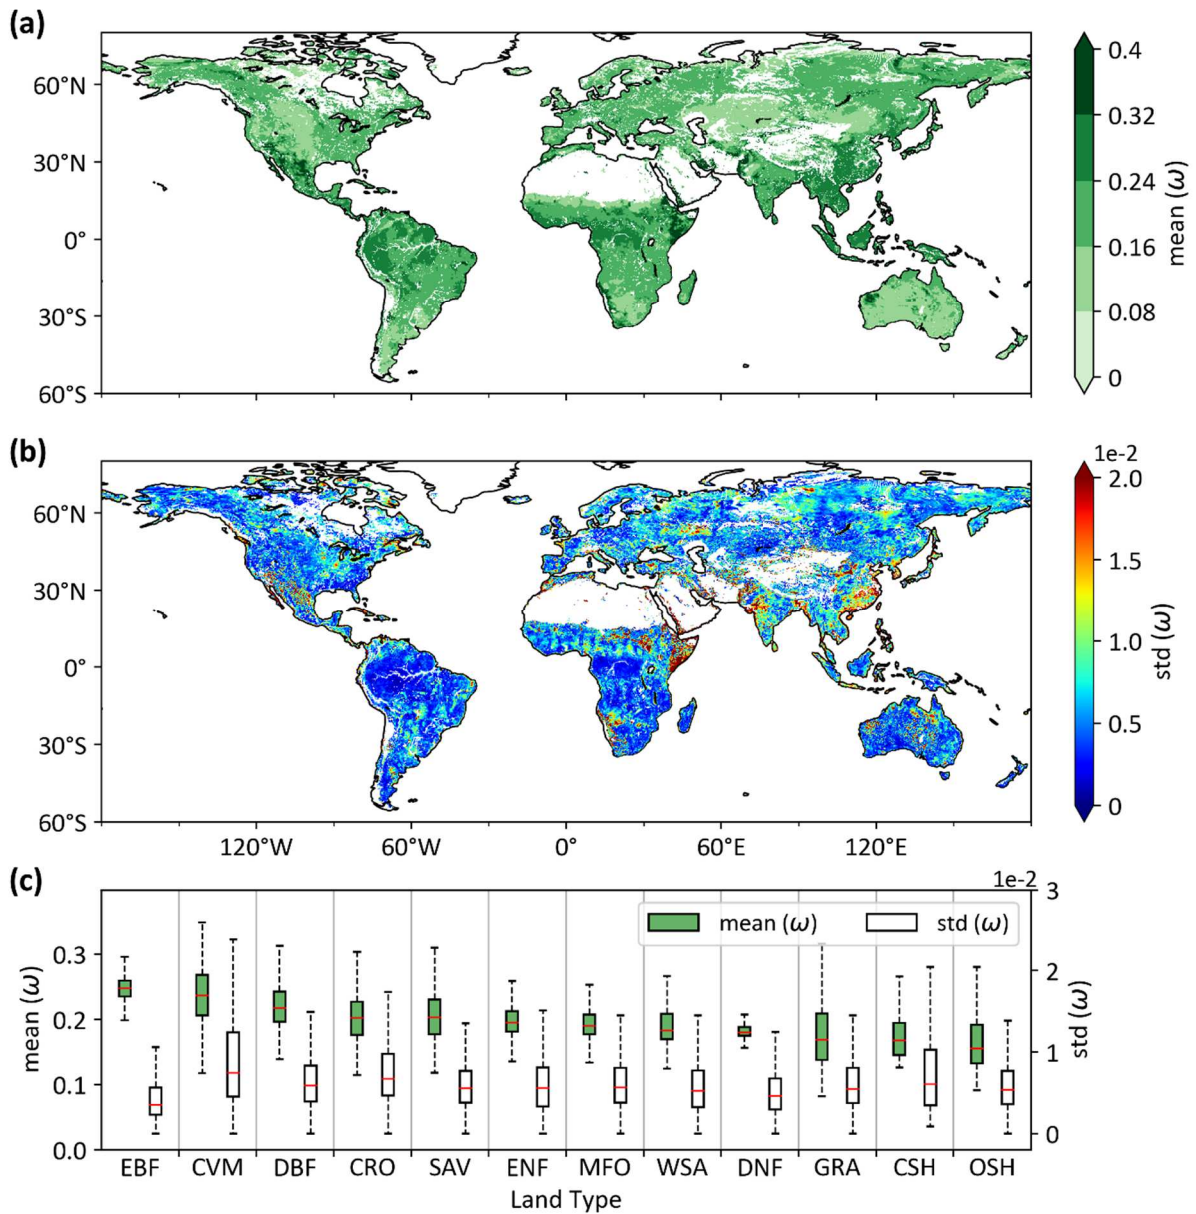 (a)
60°N
30°N
0°
30°S
60°S
0.4
0.32
0.24
0.16
0.08
0
mean (ω)
(b)
60°N
30°N
0°
30°S
60°S
120°W 60°W 0° 60°E 120°E
1e-2
2.0
1.5
1.0
0.5
0
std (ω)
(c)
1e-2
mean (ω) std (ω)
0.3
0.2
0.1
0.0
mean (ω)
3
2
1
0
std (ω)
EBF CVM DBF CRO SAV ENF MFO WSA DNF GRA CSH OSH
Land Type